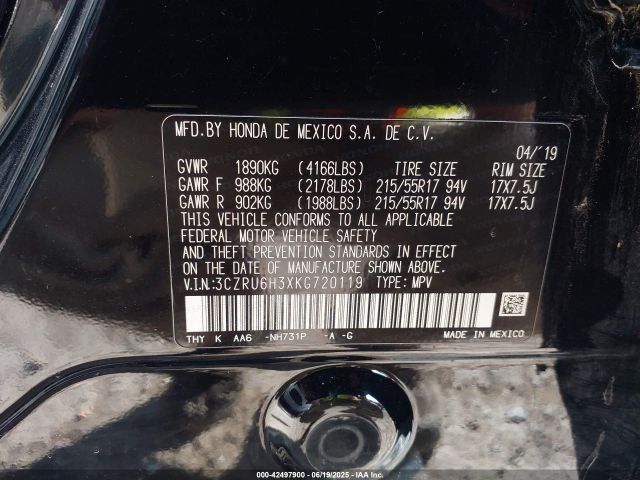 MFD.BY HONDA DE MEXICO S.A. DE C.V.
04/'19
GVWR 1890KG (4166LBS) TIRE SIZE RIM SIZE
GAWR F 988KG (2178LBS) 215/55R17 94V 17X7.5J
GAWR R 902KG (1988LBS) 215/55R17 94V 17X7.5J
THIS VEHICLE CONFORMS TO ALL APPLICABLE
FEDERAL MOTOR VEHICLE SAFETY
AND THEFT PREVENTION STANDARDS IN EFFECT
ON THE DATE OF MANUFACTURE SHOWN ABOVE.
V.I.N:3CZRU6H3XKG720119 TYPE: MPV
THY K AA6 -NH731P -A -G MADE IN MEXICO
000-42497900 - 06/19/2025 - IAA Inc.